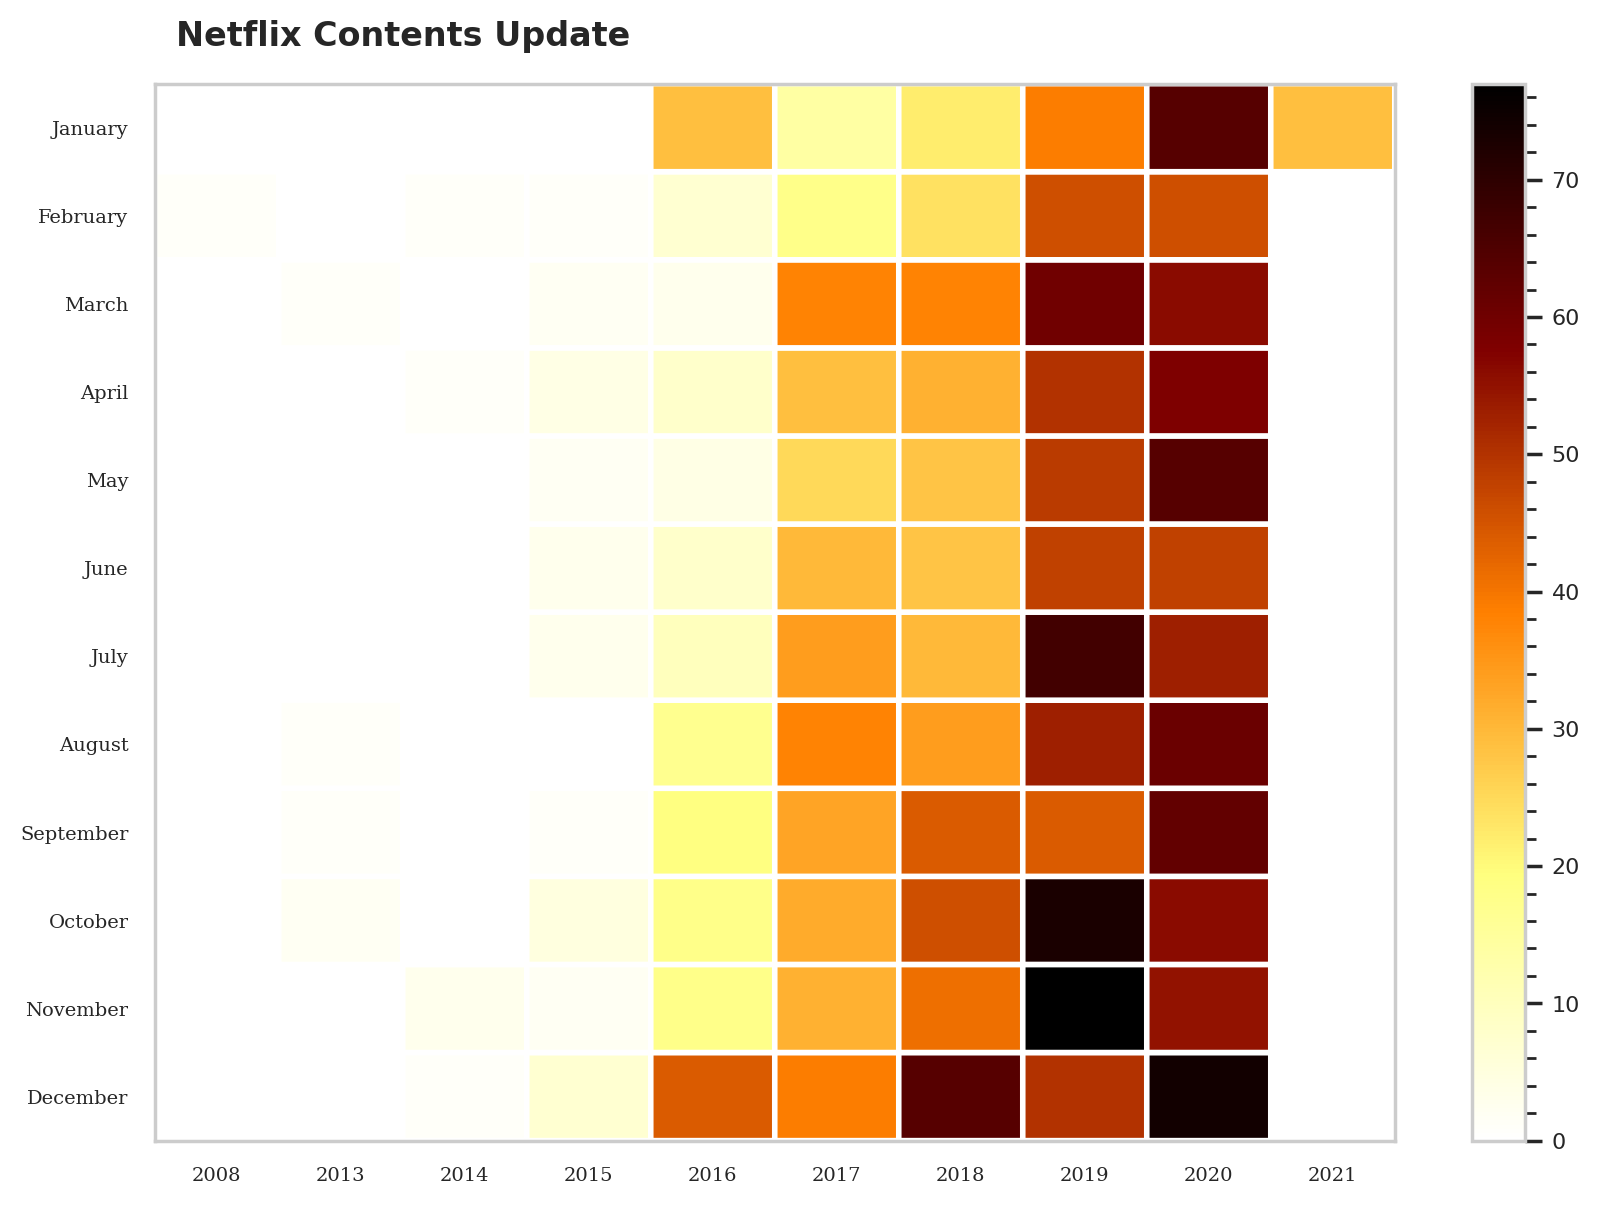 Netflix Contents Update
January
February
March
April
May
June
July
August
September
October
November
December
2008 2013 2014 2015 2016 2017 2018 2019 2020 2021
70
60
50
40
30
20
10
0